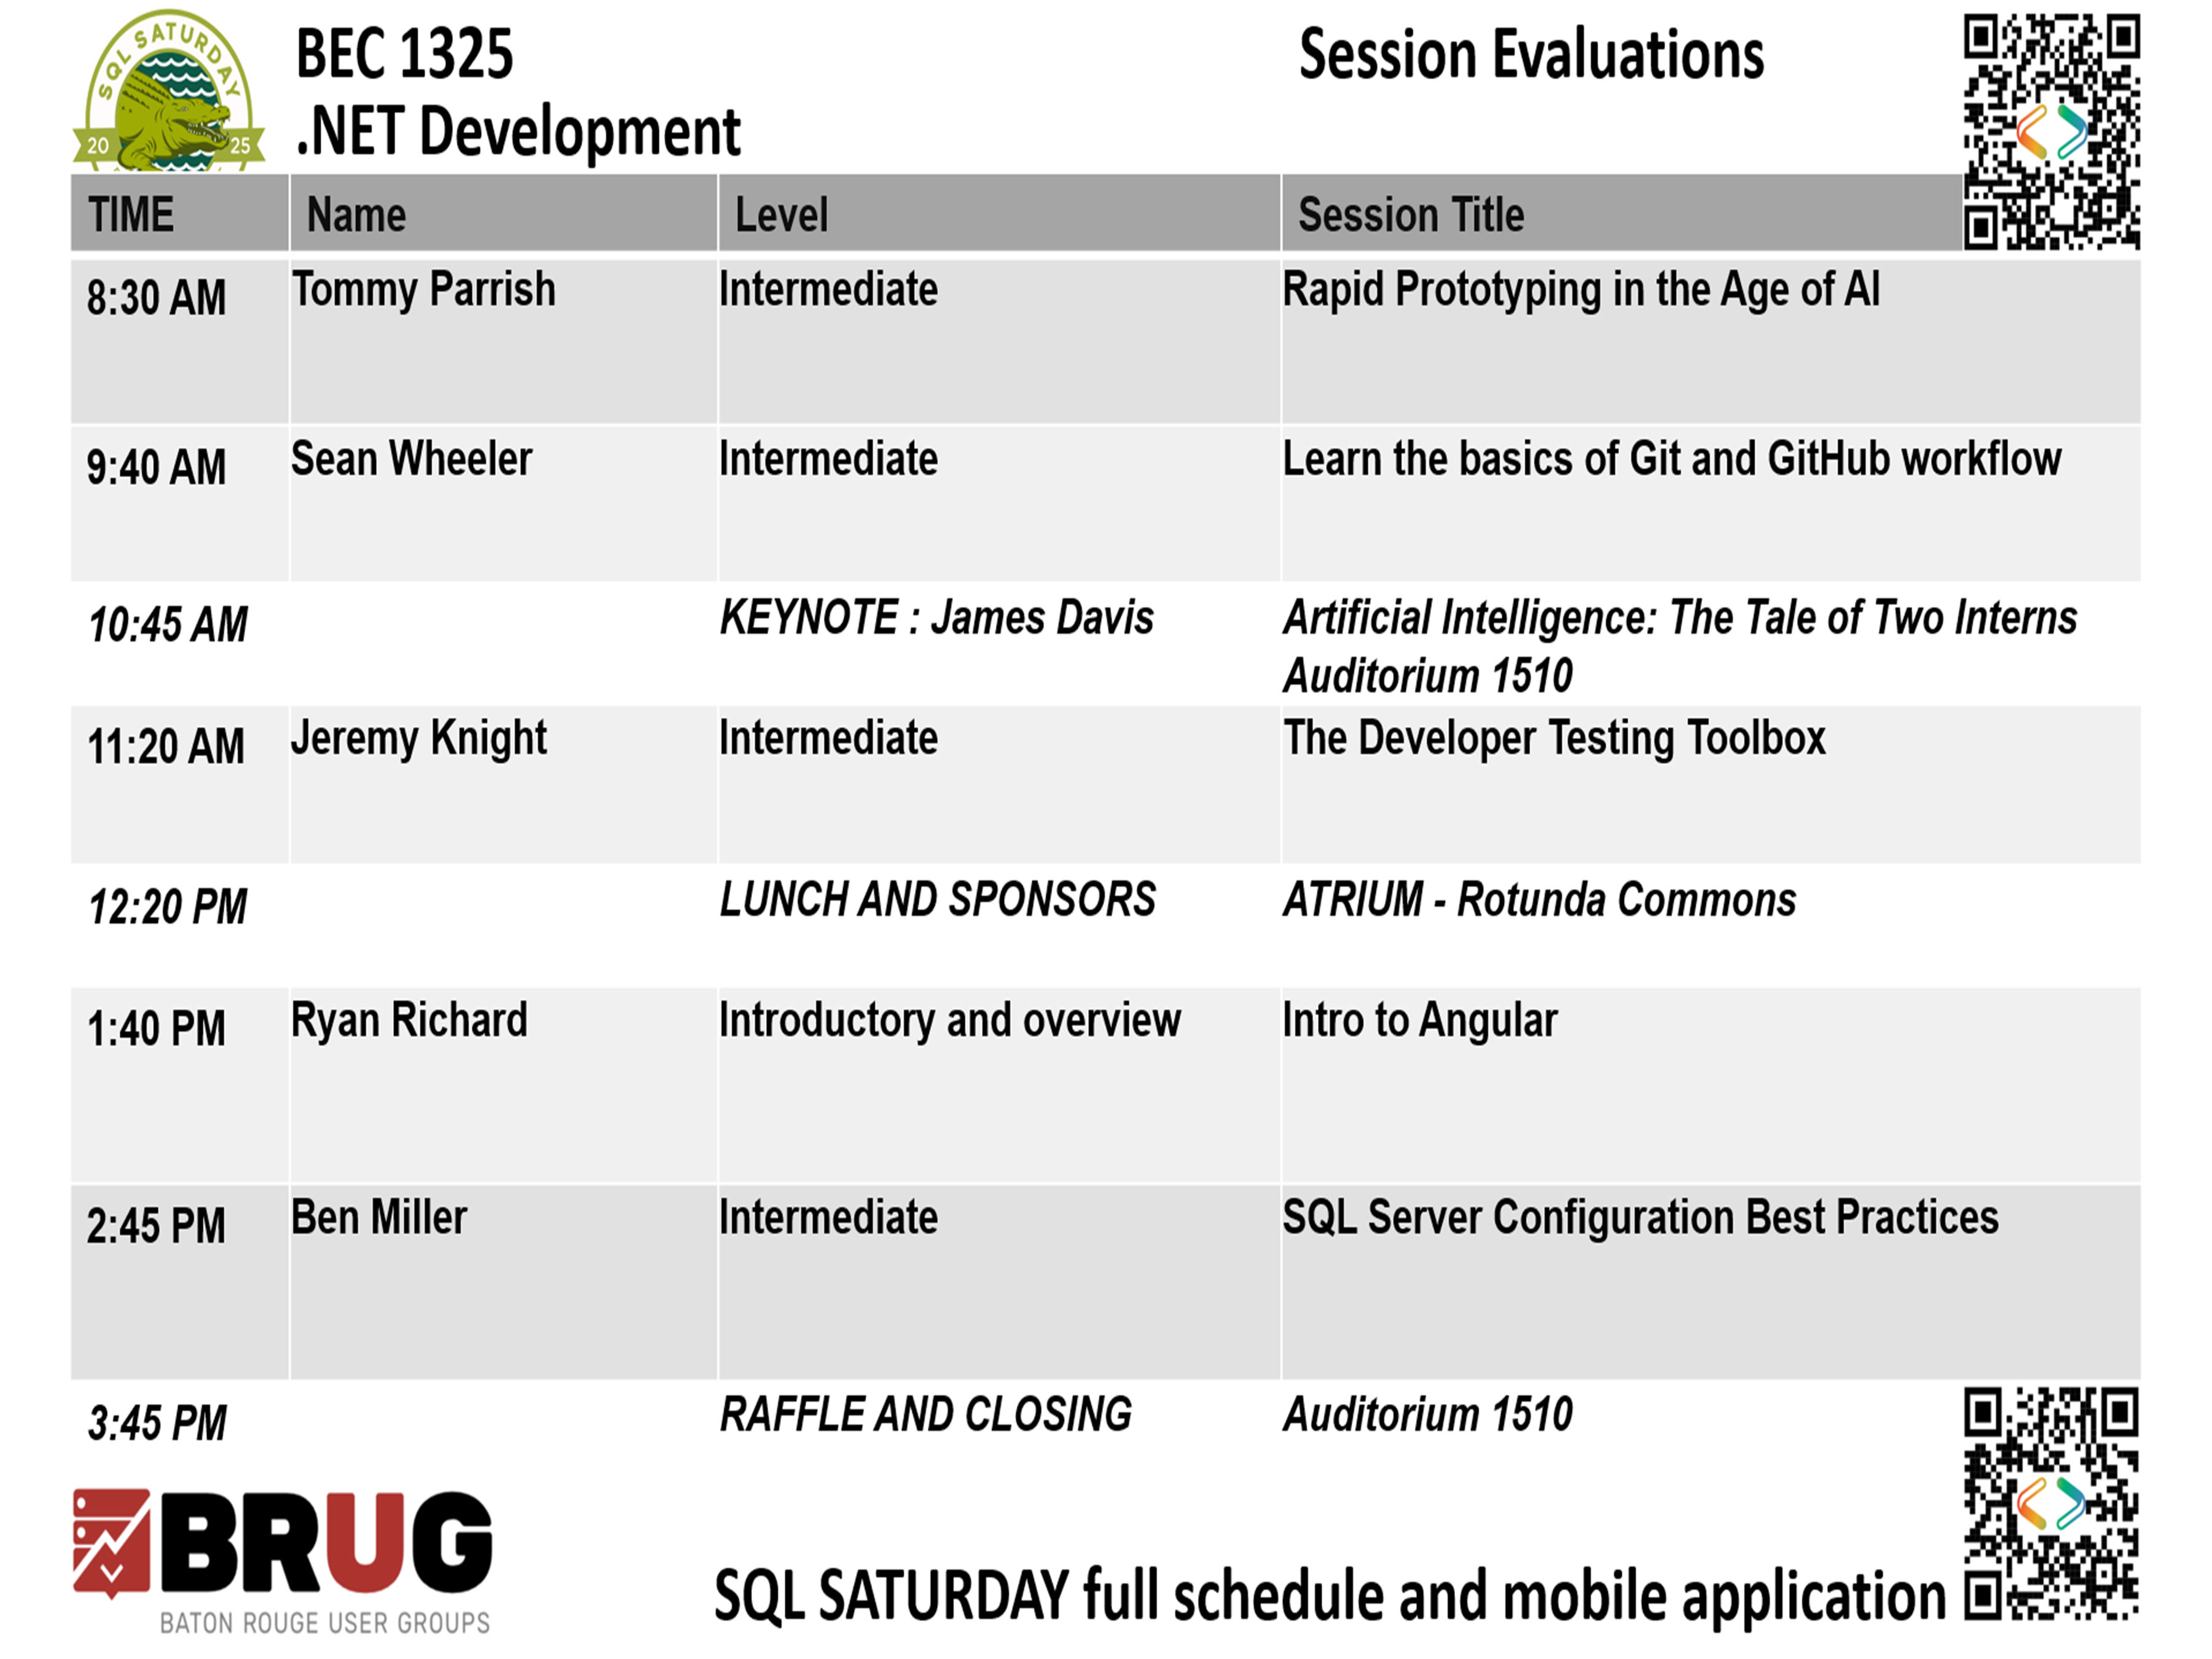 SQL SATURDAY
20 25
BEC 1325
.NET Development
Session Evaluations
TIME Name Level Session Title
8:30 AM Tommy Parrish Intermediate Rapid Prototyping in the Age of AI
9:40 AM Sean Wheeler Intermediate Learn the basics of Git and GitHub workflow
10:45 AM KEYNOTE : James Davis Artificial Intelligence: The Tale of Two Interns
Auditorium 1510
11:20 AM Jeremy Knight Intermediate The Developer Testing Toolbox
12:20 PM LUNCH AND SPONSORS ATRIUM - Rotunda Commons
1:40 PM Ryan Richard Introductory and overview Intro to Angular
2:45 PM Ben Miller Intermediate SQL Server Configuration Best Practices
3:45 PM RAFFLE AND CLOSING Auditorium 1510
BRUG
BATON ROUGE USER GROUPS
SQL SATURDAY full schedule and mobile application